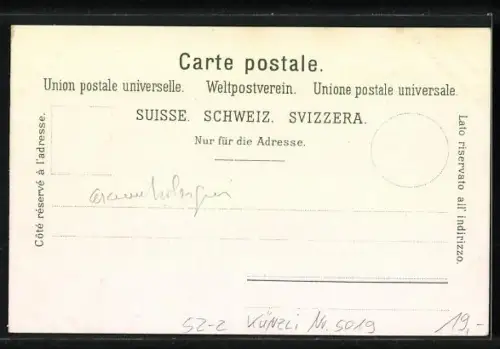 Carte postale.
Union postale universelle. Weltpostverein. Unione postale universale.
SUISSE. SCHWEIZ. SVIZZERA.
Nur für die Adresse.
Côté réservé à l'adresse.
Lato riservato all' indirizzo.
52-2 KÜNZLI Nr. 5019 19,-